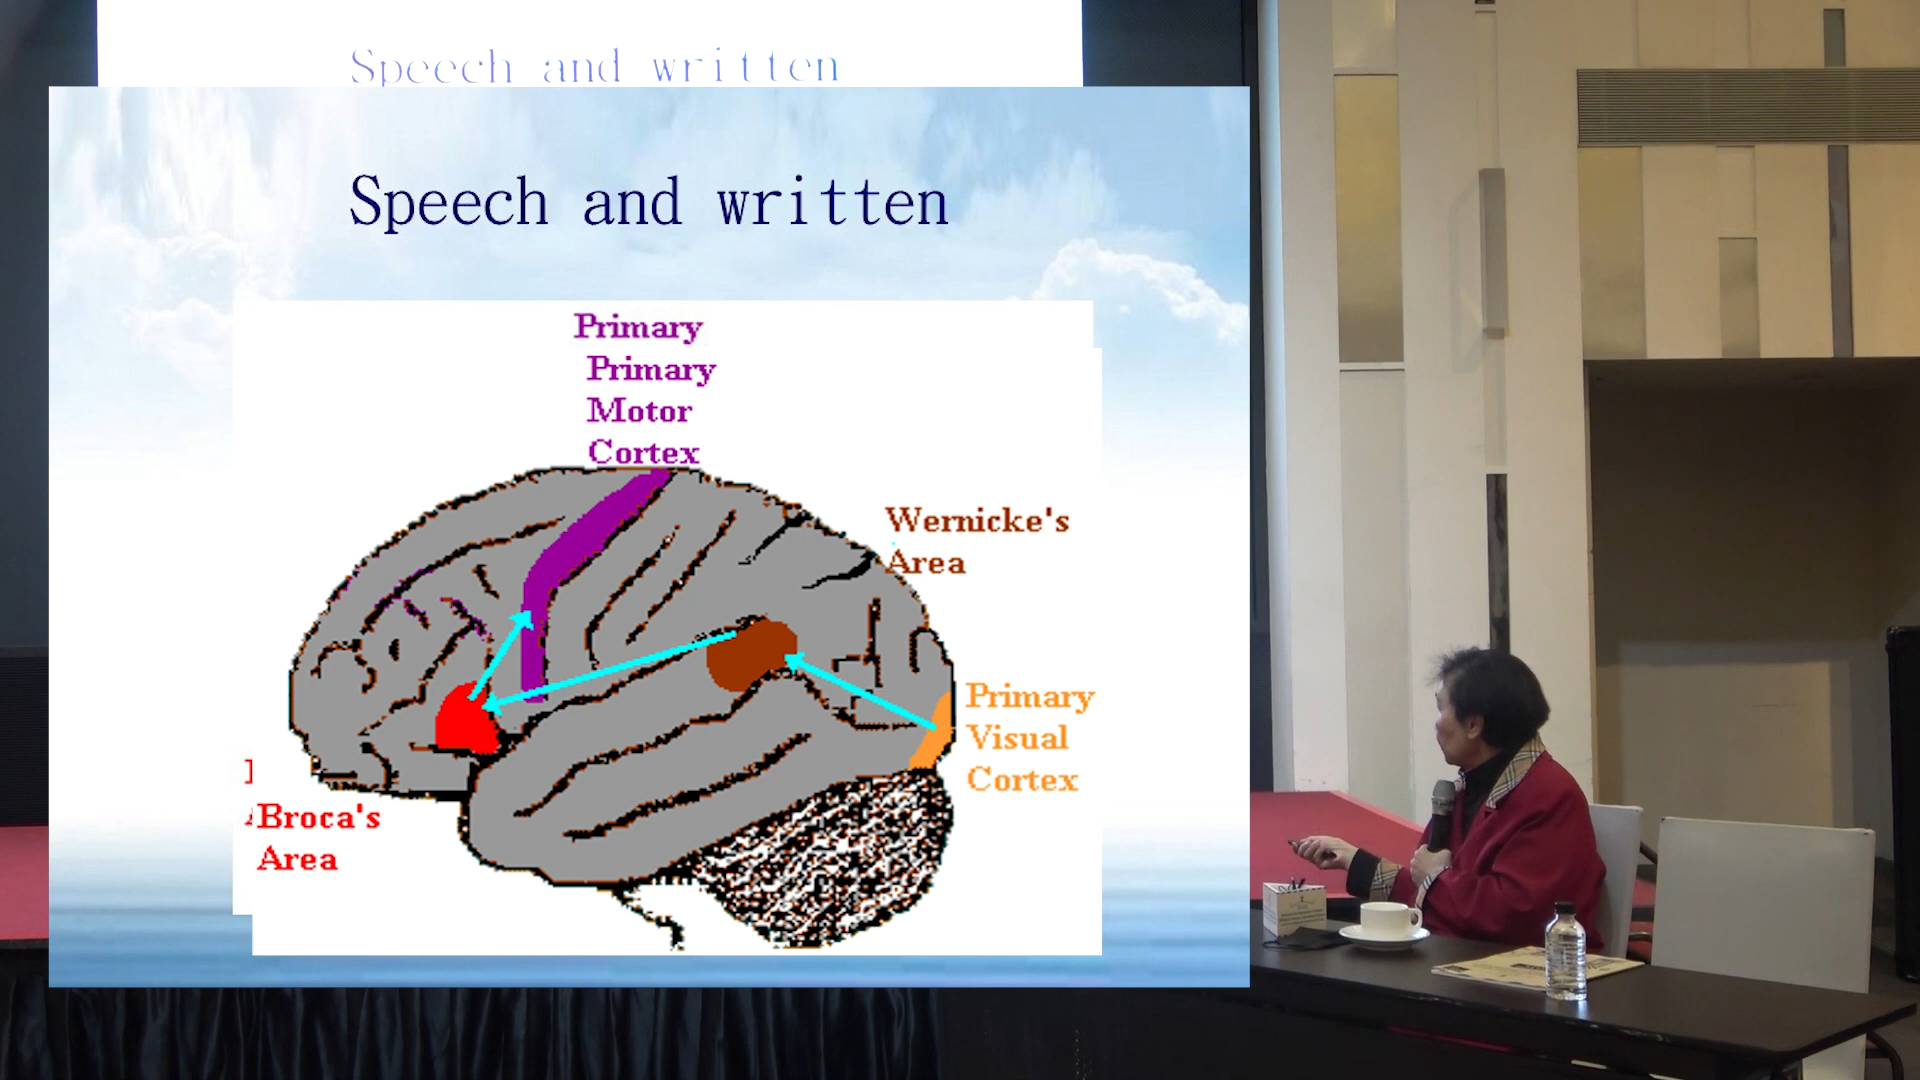 Speech and written
Speech and written
Primary
Primary
Motor
Cortex
Wernicke's
Area
Primary
Visual
Cortex
Broca's
Area